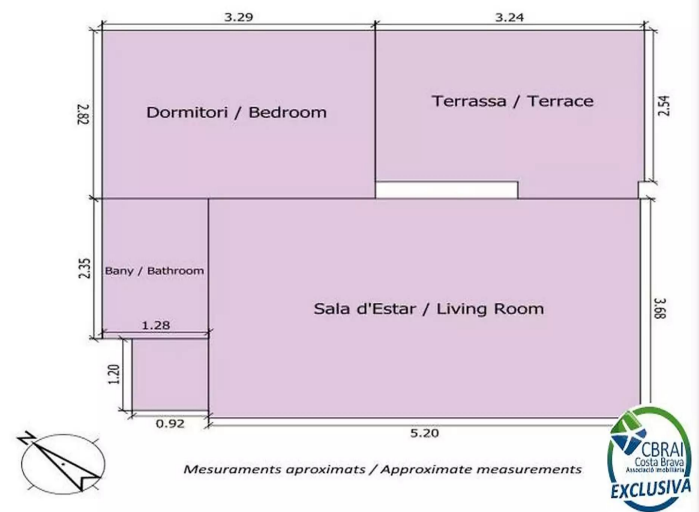 3.29
3.24
2.82
Dormitori / Bedroom
Terrassa / Terrace
2.54
2.35
Bany / Bathroom
1.28
Sala d'Estar / Living Room
3.68
1.20
0.92
5.20
N
Mesuraments aproximats / Approximate measurements
CBRAI
Costa Brava
Associació Imobiliària
EXCLUSIVA